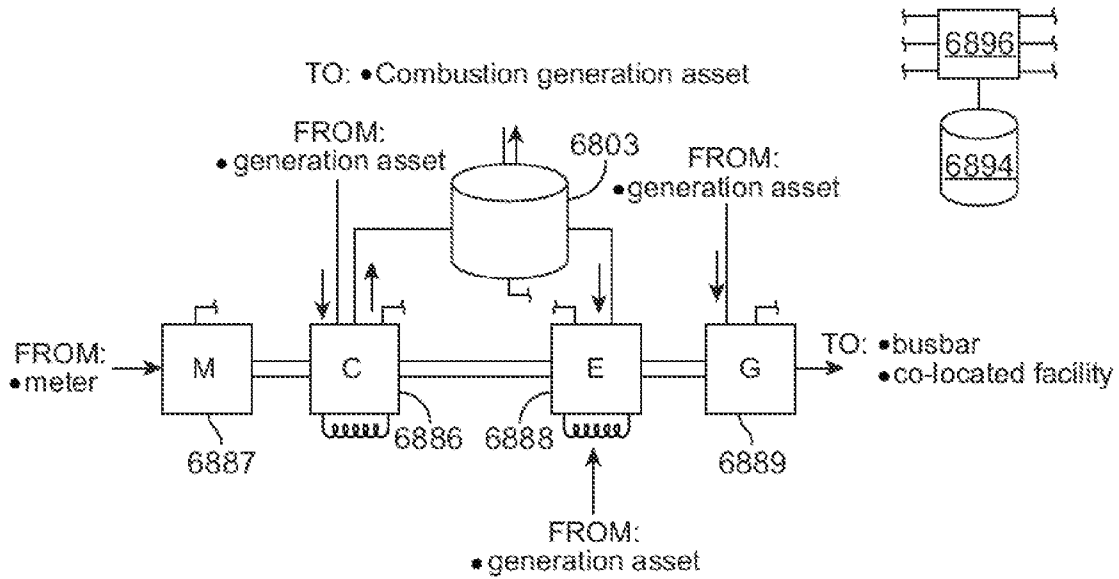 6896
TO: •Combustion generation asset
FROM:
•generation asset
6803
FROM:
•generation asset
6894
FROM:
•meter
M
C
E
G
TO: •busbar
•co-located facility
6887
6886
6888
6889
FROM:
•generation asset